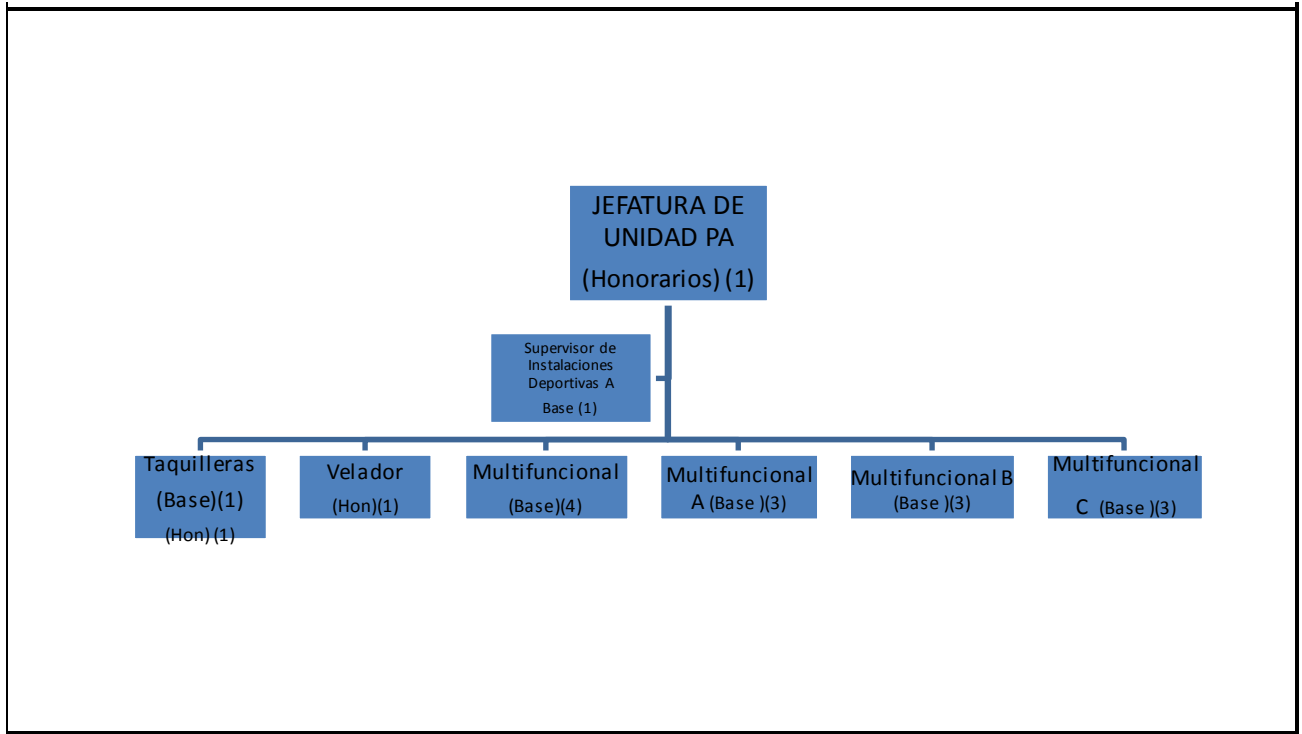 JEFATURA DE
UNIDAD PA
(Honorarios) (1)
Supervisor de
Instalaciones
Deportivas A
Base (1)
Taquilleras
(Base)(1)
(Hon) (1)
Velador
(Hon)(1)
Multifuncional
(Base)(4)
Multifuncional
A (Base )(3)
Multifuncional B
(Base )(3)
Multifuncional
C (Base )(3)